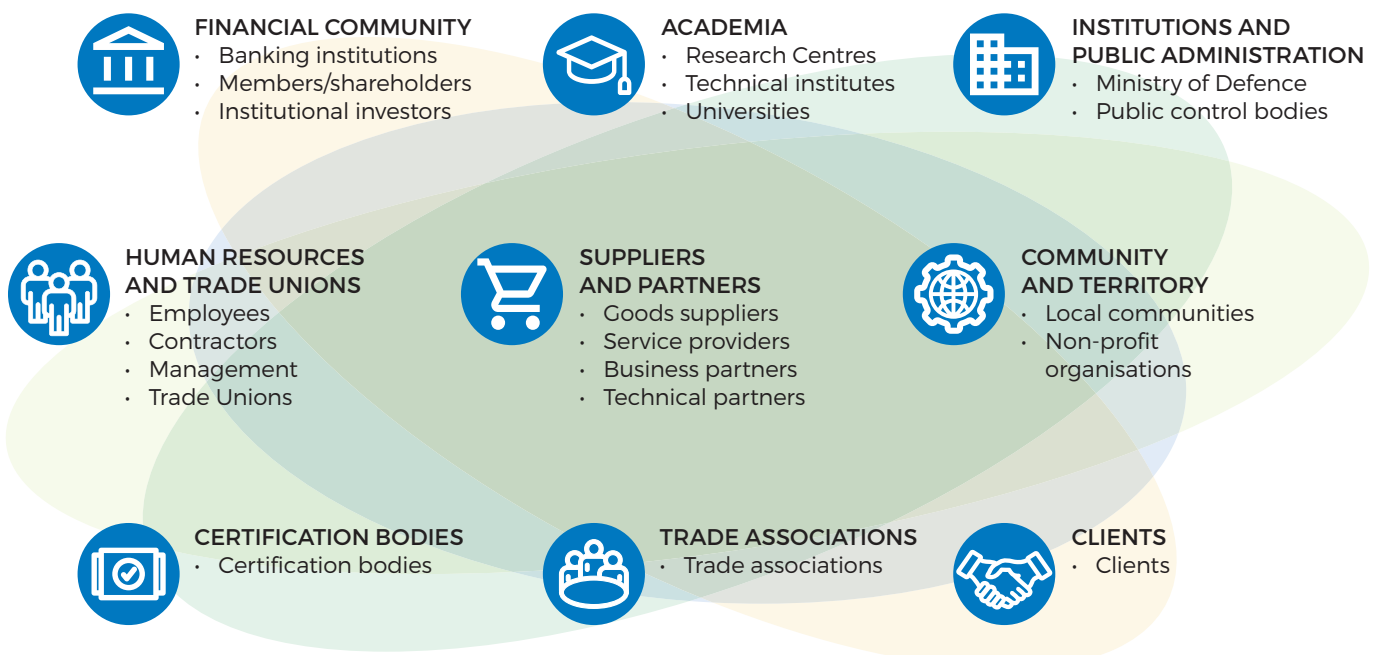 FINANCIAL COMMUNITY
• Banking institutions
• Members/shareholders
• Institutional investors
ACADEMIA
• Research Centres
• Technical institutes
• Universities
INSTITUTIONS AND
PUBLIC ADMINISTRATION
• Ministry of Defence
• Public control bodies
HUMAN RESOURCES
AND TRADE UNIONS
• Employees
• Contractors
• Management
• Trade Unions
SUPPLIERS
AND PARTNERS
• Goods suppliers
• Service providers
• Business partners
• Technical partners
COMMUNITY
AND TERRITORY
• Local communities
• Non-profit
organisations
CERTIFICATION BODIES
• Certification bodies
TRADE ASSOCIATIONS
• Trade associations
CLIENTS
• Clients